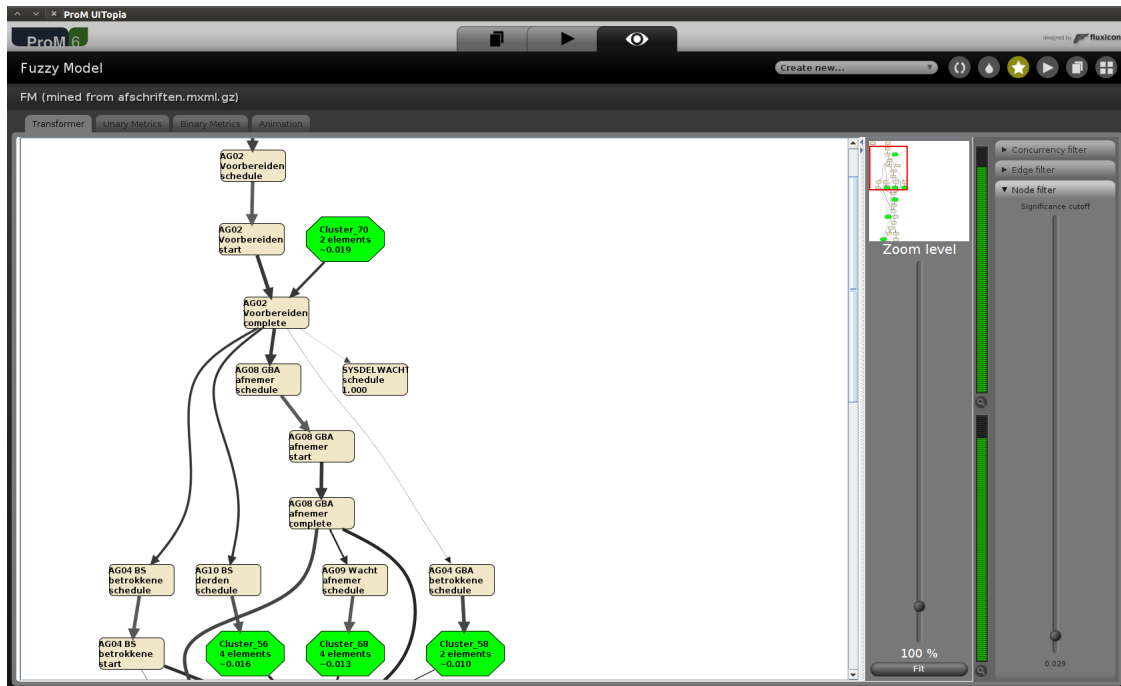 ProM UITopia
ProM 6
designed by fluxicon
Fuzzy Model
Create new...
FM (mined from afschriften.mxml.gz)
Transformer
Unary Metrics
Binary Metrics
Animation
AG02
Voorbereiden
schedule
AG02
Voorbereiden
start
Cluster_70
2 elements
~0.019
AG02
Voorbereiden
complete
AG08 GBA
afnemer
schedule
SYSDELWACHT
schedule
1.000
AG08 GBA
afnemer
start
AG08 GBA
afnemer
complete
AG04 BS
betrokkene
schedule
AG10 BS
derden
schedule
AG09 Wacht
afnemer
schedule
AG04 GBA
betrokkene
schedule
AG04 BS
betrokkene
start
Cluster_56
4 elements
~0.016
Cluster_68
4 elements
~0.013
Cluster_58
2 elements
~0.010
Zoom level
100 %
Fit
Concurrency filter
Edge filter
Node filter
Significance cutoff
0.029